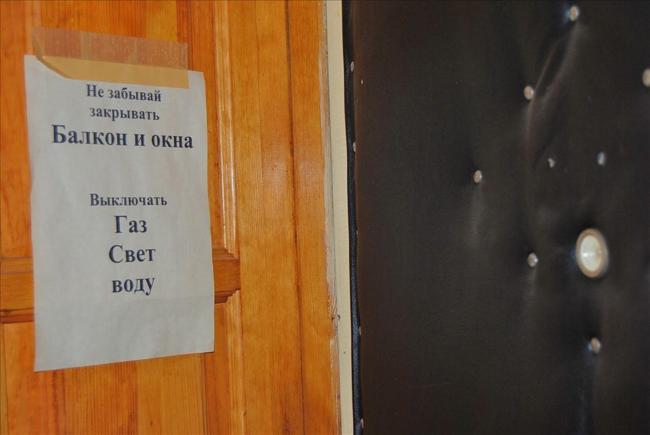 Не забывай
закрывать
Балкон и окна
Выключать
Газ
Свет
воду